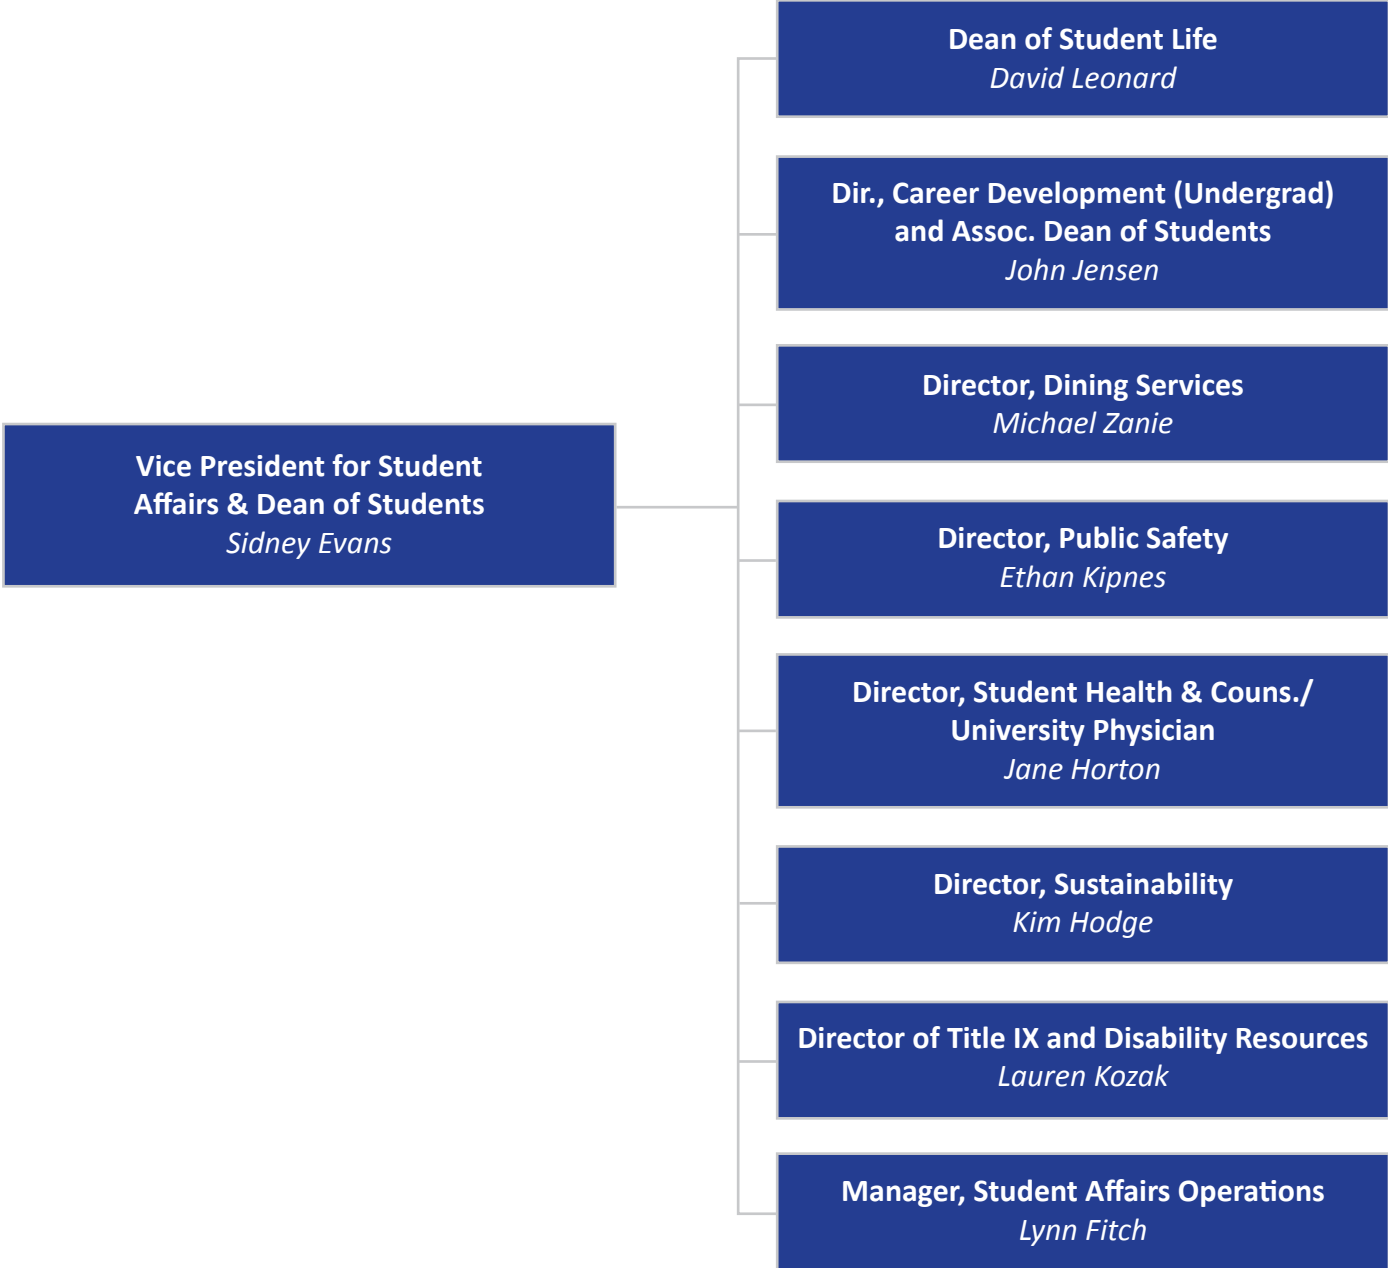 Dean of Student Life
David Leonard
Dir., Career Development (Undergrad)
and Assoc. Dean of Students
John Jensen
Director, Dining Services
Michael Zanie
Vice President for Student
Affairs & Dean of Students
Sidney Evans
Director, Public Safety
Ethan Kipnes
Director, Student Health & Couns./
University Physician
Jane Horton
Director, Sustainability
Kim Hodge
Director of Title IX and Disability Resources
Lauren Kozak
Manager, Student Affairs Operations
Lynn Fitch